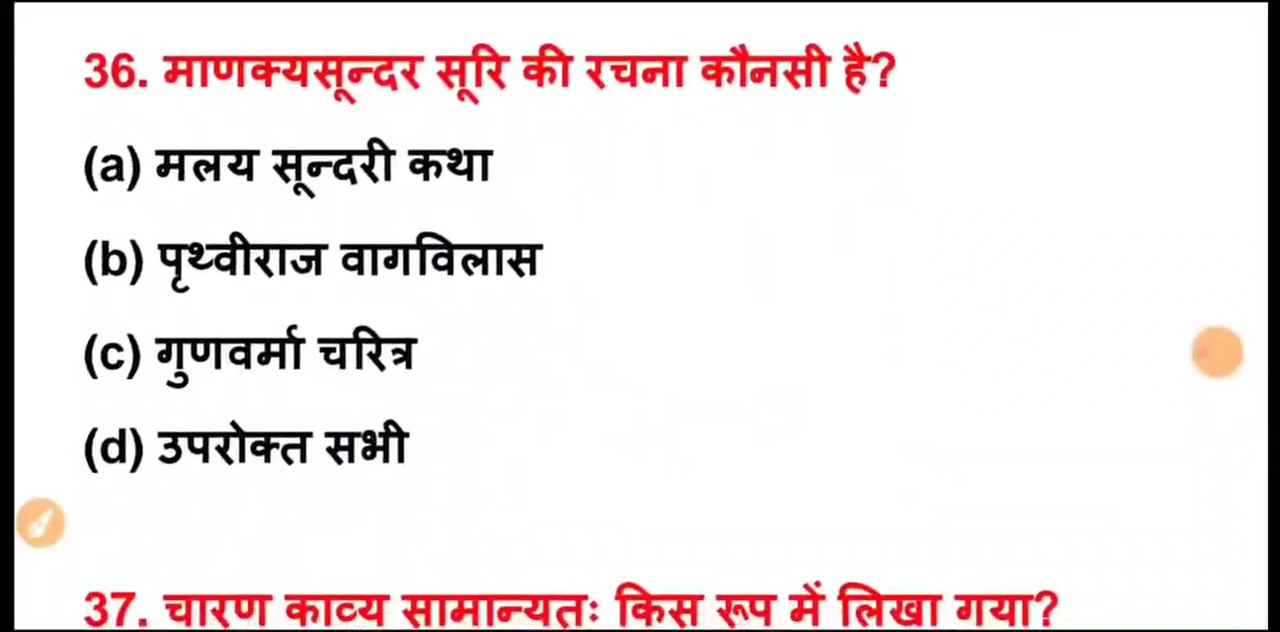 36. माणक्यसून्दर सूरि की रचना कौनसी है?
(a) मलय सून्दरी कथा
(b) पृथ्वीराज वागविलास
(c) गुणवर्मा चरित्र
(d) उपरोक्त सभी
37. चारण काव्य सामान्यतः किस रूप में लिखा गया?